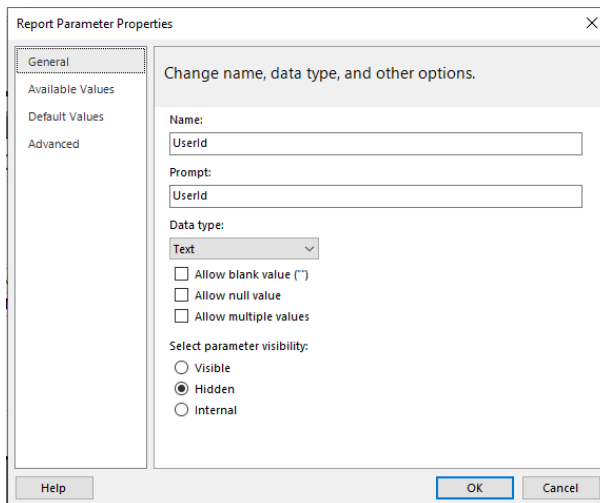 Report Parameter Properties
General
Available Values
Default Values
Advanced
Change name, data type, and other options.
Name:
UserId
Prompt:
UserId
Data type:
Text
Allow blank value ("")
Allow null value
Allow multiple values
Select parameter visibility:
Visible
Hidden
Internal
Help
OK
Cancel